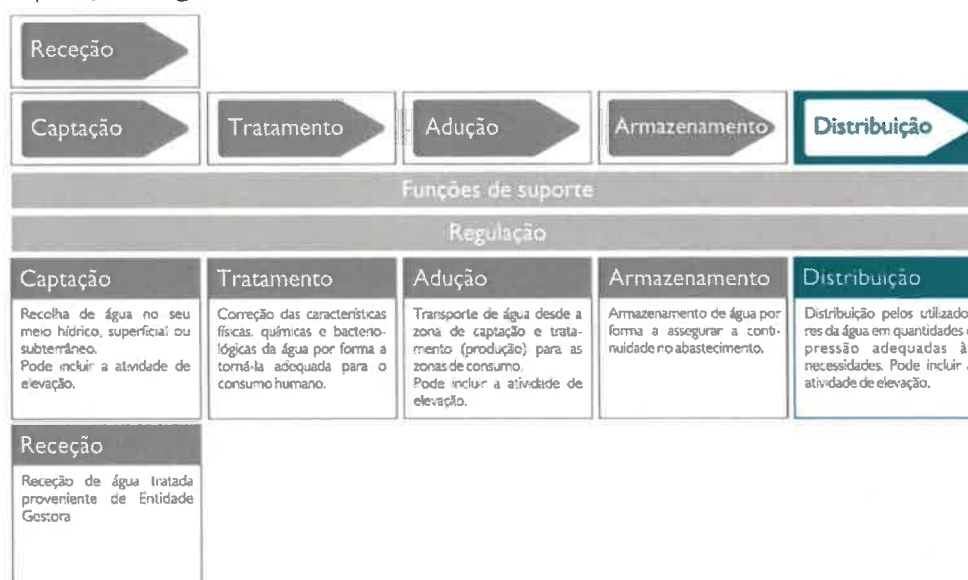 Receção
Captação
Tratamento
Adução
Armazenamento
Distribuição
Funções de suporte
Regulação
Captação
Recolha de água no seu
meio hídrico, superficial ou
subterrâneo.
Pode incluir a atividade de
elevação.
Tratamento
Correção das características
físicas, químicas e bacterio-
lógicas da água por forma a
torná-la adequada para o
consumo humano.
Adução
Transporte de água desde a
zona de captação e trata-
mento (produção) para as
zonas de consumo.
Pode incluir a atividade de
elevação.
Armazenamento
Armazenamento de água por
forma a assegurar a conti-
nuidade no abastecimento.
Distribuição
Distribuição pelos utilizado
res da água em quantidades
pressão adequadas à
necessidades. Pode incluir
atividade de elevação.
Receção
Receção de água tratada
proveniente de Entidade
Gestora